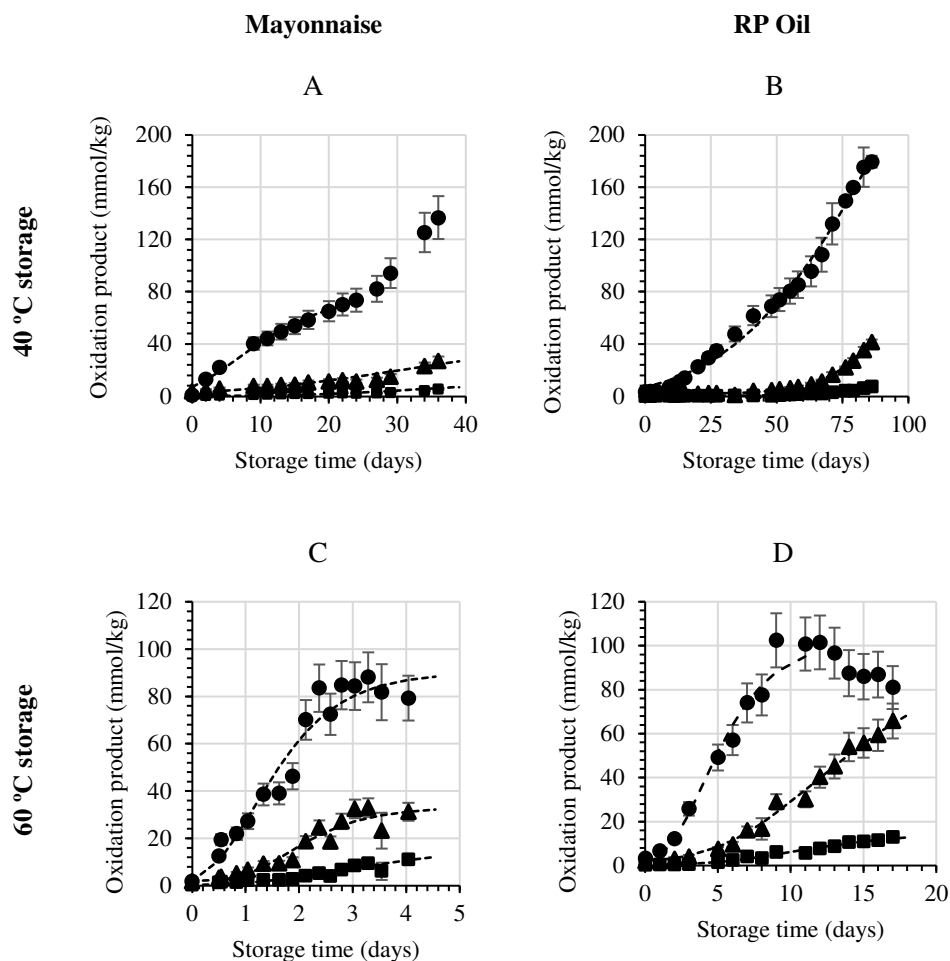 Mayonnaise
RP Oil
40 ºC storage
A
Oxidation product (mmol/kg)
200
160
120
80
40
0
0 10 20 30 40
Storage time (days)
B
Oxidation product (mmol/kg)
200
160
120
80
40
0
0 25 50 75 100
Storage time (days)
60 ºC storage
C
Oxidation product (mmol/kg)
120
100
80
60
40
20
0
0 1 2 3 4 5
Storage time (days)
D
Oxidation product (mmol/kg)
120
100
80
60
40
20
0
0 5 10 15 20
Storage time (days)